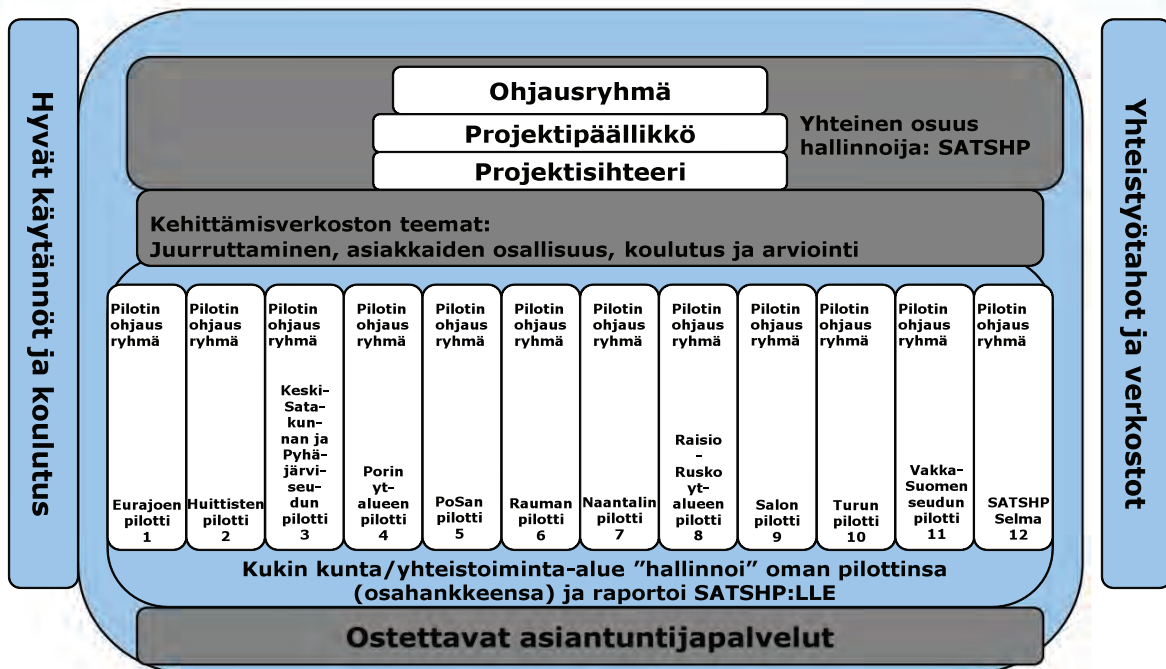 Hyvät käytännöt ja koulutus
Ohjausryhmä
Projektipäällikkö
Projektisihteeri
Yhteinen osuus
hallinnoija: SATSHP
Kehittämisverkoston teemat:
Juurruttaminen, asiakkaiden osallisuus, koulutus ja arviointi
Pilotin
ohjaus
ryhmä
Eurajoen
pilotti
1
Pilotin
ohjaus
ryhmä
Huittisten
pilotti
2
Pilotin
ohjaus
ryhmä
Keski-
Sata-
kun-
nan ja
Pyhä-
järvi-
seu-
dun
pilotti
3
Pilotin
ohjaus
ryhmä
Porin
yt-
alueen
pilotti
4
Pilotin
ohjaus
ryhmä
PoSan
pilotti
5
Pilotin
ohjaus
ryhmä
Rauman
pilotti
6
Pilotin
ohjaus
ryhmä
Naantalin
pilotti
7
Pilotin
ohjaus
ryhmä
Raisio
–
Rusko
yt-
alueen
pilotti
8
Pilotin
ohjaus
ryhmä
Salon
pilotti
9
Pilotin
ohjaus
ryhmä
Turun
pilotti
10
Pilotin
ohjaus
ryhmä
Vakka-
Suomen
seudun
pilotti
11
Pilotin
ohjaus
ryhmä
SATSHP
Selma
12
Kukin kunta/yhteistoiminta-alue ”hallinnoi” oman pilottinsa
(osahankkeensa) ja raportoi SATSHP:LLE
Ostettavat asiantuntijapalvelut
Yhteistyötahot ja verkostot